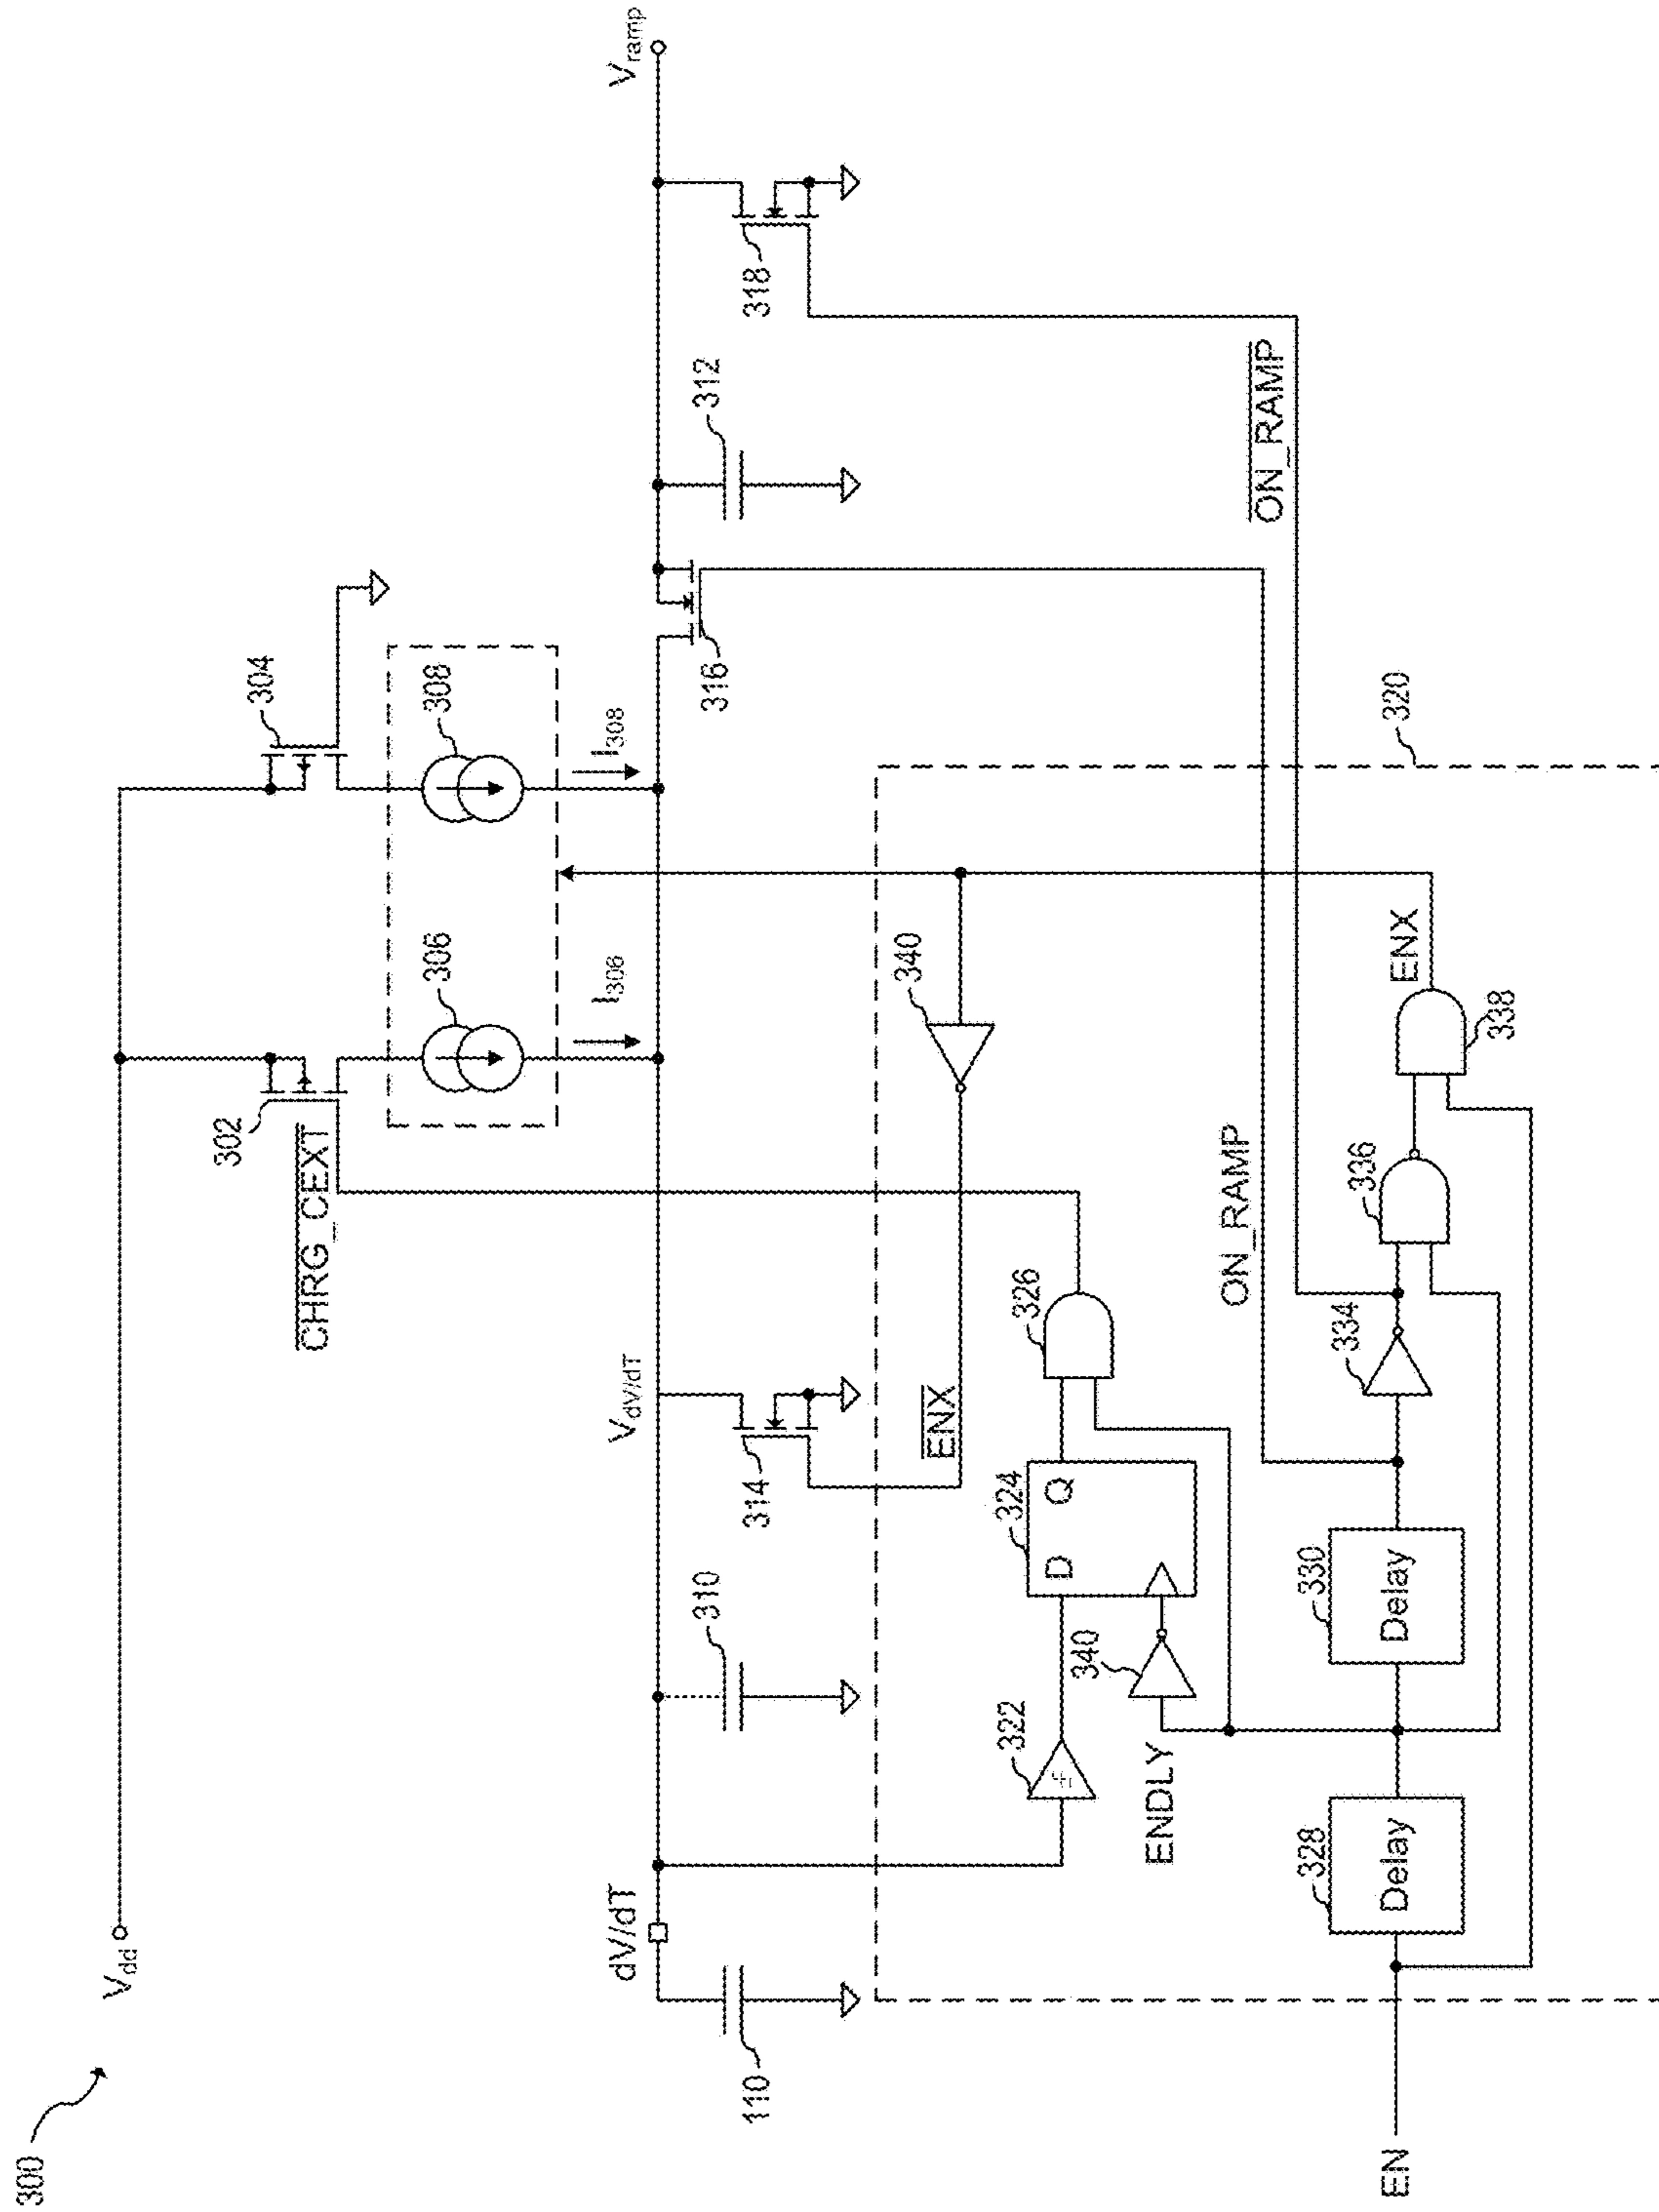 300
Vdd
302
304
CHRG_CEXT
306
308
I306
I308
dV/dT
VdV/dT
Vramp
110
310
314
316
312
318
340
320
ENX
322
324
D
Q
326
340
ENDLY
ON_RAMP
ON_RAMP
EN
328
Delay
330
Delay
334
336
338
ENX